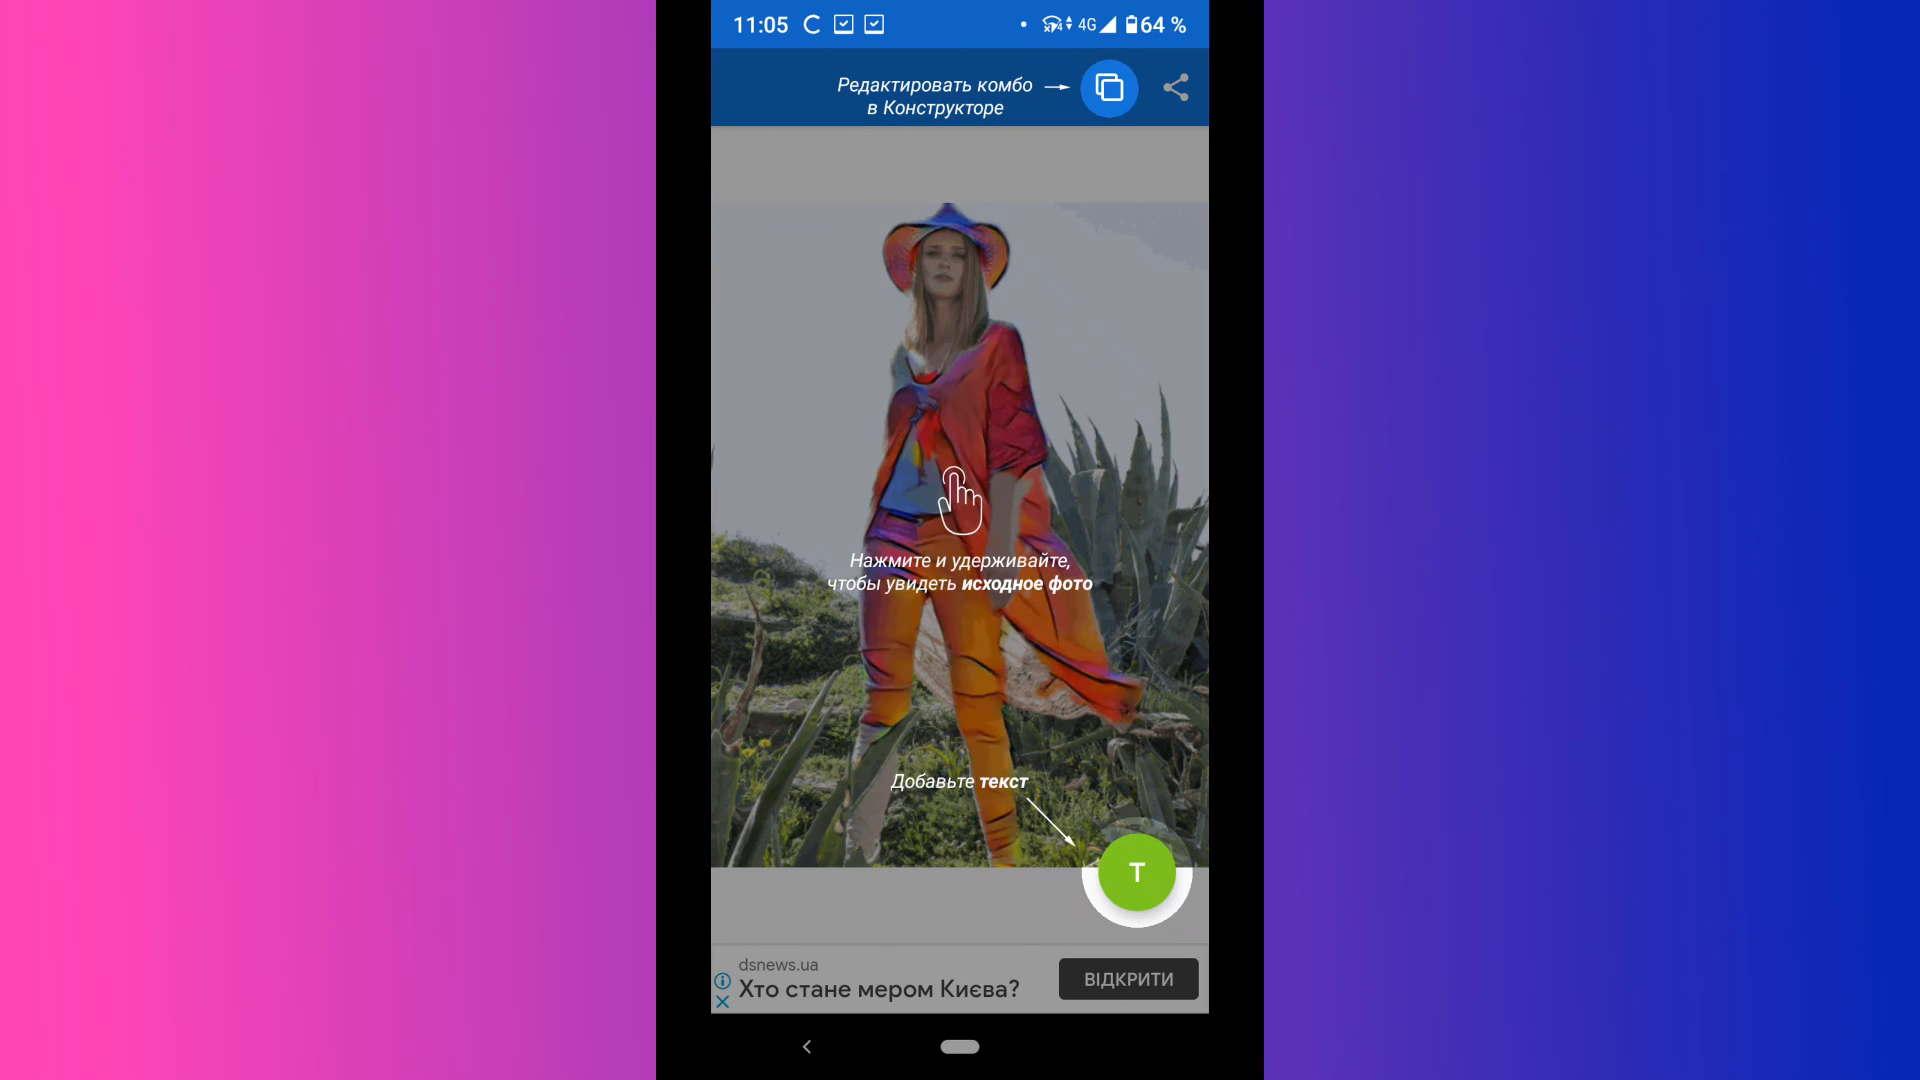 11:05 4G 64 %
Редактировать комбо
в Конструкторе
Нажмите и удерживайте,
чтобы увидеть исходное фото
Добавьте текст
T
dsnews.ua
Хто стане мером Києва?
ВІДКРИТИ